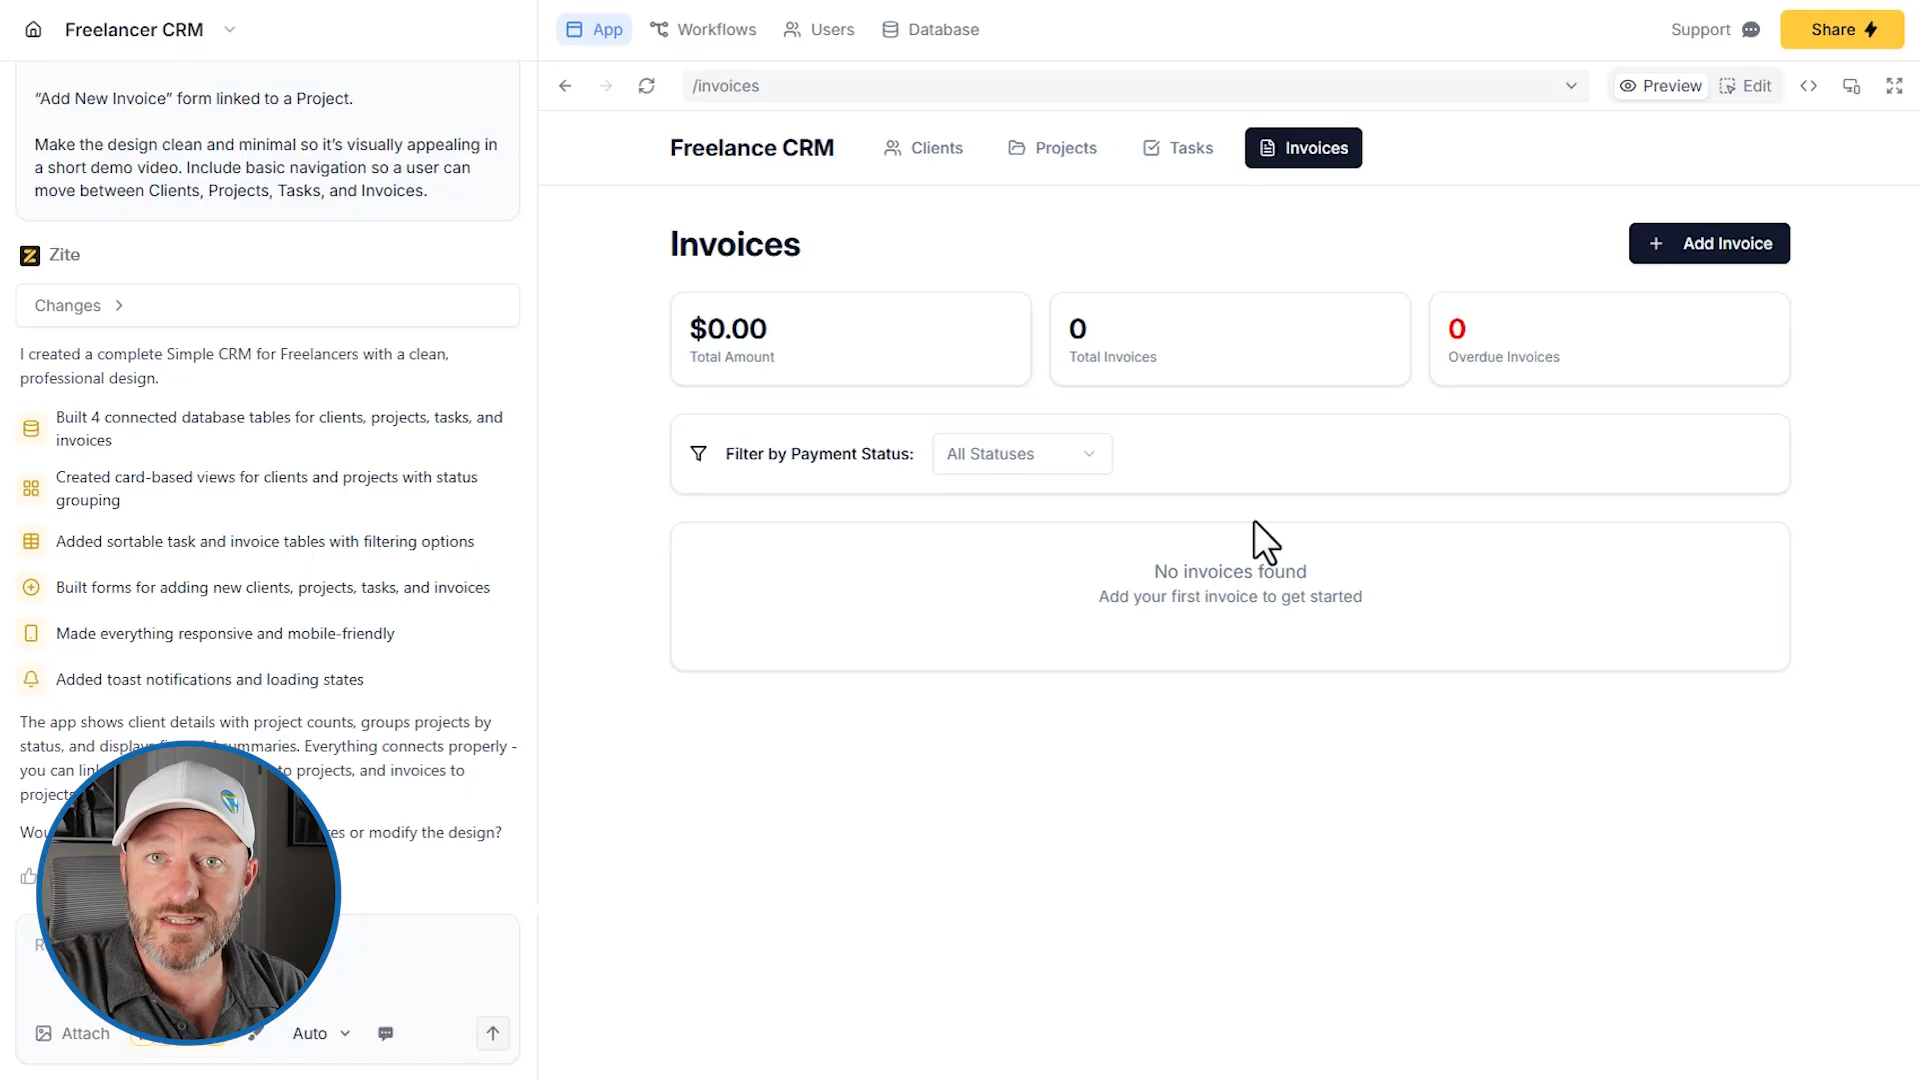 Freelancer CRM
App
Workflows
Users
Database
Support
Share
“Add New Invoice” form linked to a Project.
Make the design clean and minimal so it’s visually appealing in
a short demo video. Include basic navigation so a user can
move between Clients, Projects, Tasks, and Invoices.
Zite
Changes
I created a complete Simple CRM for Freelancers with a clean,
professional design.
Built 4 connected database tables for clients, projects, tasks, and
invoices
Created card-based views for clients and projects with status
grouping
Added sortable task and invoice tables with filtering options
Built forms for adding new clients, projects, tasks, and invoices
Made everything responsive and mobile-friendly
Added toast notifications and loading states
The app shows client details with project counts, groups projects by
status, and displays summaries. Everything connects properly -
you can to projects, and invoices to
projects
or modify the design?
Attach
Auto
/invoices
Preview
Edit
Freelance CRM
Clients
Projects
Tasks
Invoices
Invoices
+ Add Invoice
$0.00
Total Amount
0
Total Invoices
0
Overdue Invoices
Filter by Payment Status:
All Statuses
No invoices found
Add your first invoice to get started